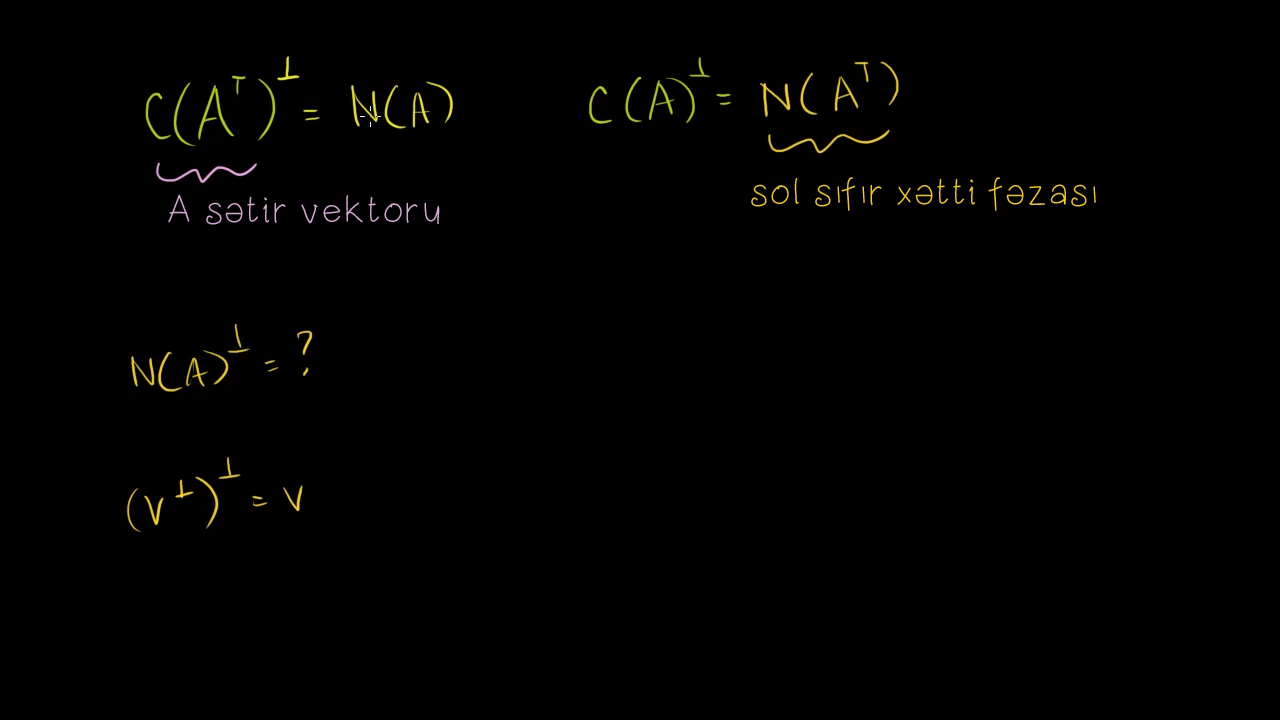 C(Aᵀ)^⊥ = N(A)
C(A)^⊥ = N(Aᵀ)
A sətir vektoru
sol sıfır xətti fəzası
N(A)^⊥ = ?
(V^⊥)^⊥ = V